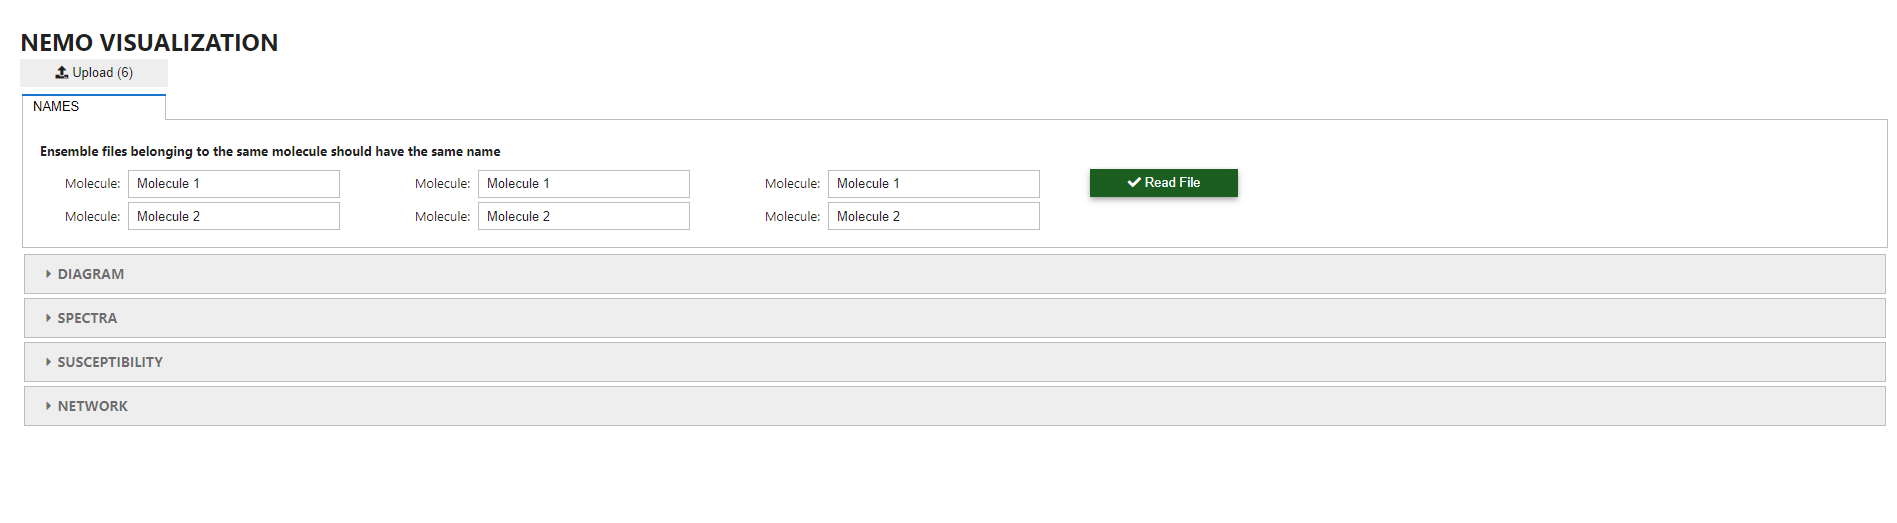 NEMO VISUALIZATION
Upload (6)
NAMES
Ensemble files belonging to the same molecule should have the same name
Molecule: Molecule 1 Molecule: Molecule 1 Molecule: Molecule 1 Read File
Molecule: Molecule 2 Molecule: Molecule 2 Molecule: Molecule 2
DIAGRAM
SPECTRA
SUSCEPTIBILITY
NETWORK